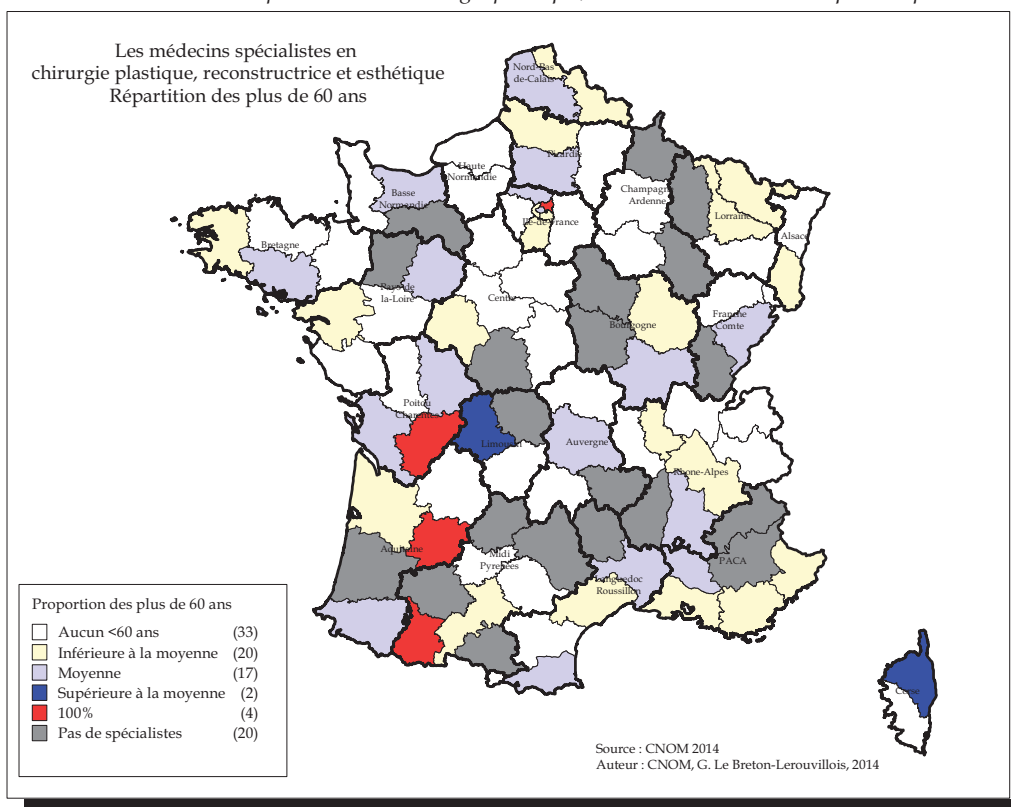 Les médecins spécialistes en
chirurgie plastique, reconstructrice et esthétique
Répartition des plus de 60 ans
Nord-Pas
de-Calais
Picardie
Haute
Normandie
Basse
Normandie
Champagne
Ardenne
Lorraine
Ile-de-France
Alsace
Bretagne
Pays de
la-Loire
Centre
Bourgogne
Franche
Comte
Poitou
Charentes
Limousin
Auvergne
Rhone-Alpes
Aquitaine
Midi
Pyrenées
PACA
Languedoc
Roussillon
Corse
Proportion des plus de 60 ans
Aucun <60 ans (33)
Inférieure à la moyenne (20)
Moyenne (17)
Supérieure à la moyenne (2)
100% (4)
Pas de spécialistes (20)
Source : CNOM 2014
Auteur : CNOM, G. Le Breton-Lerouvillois, 2014